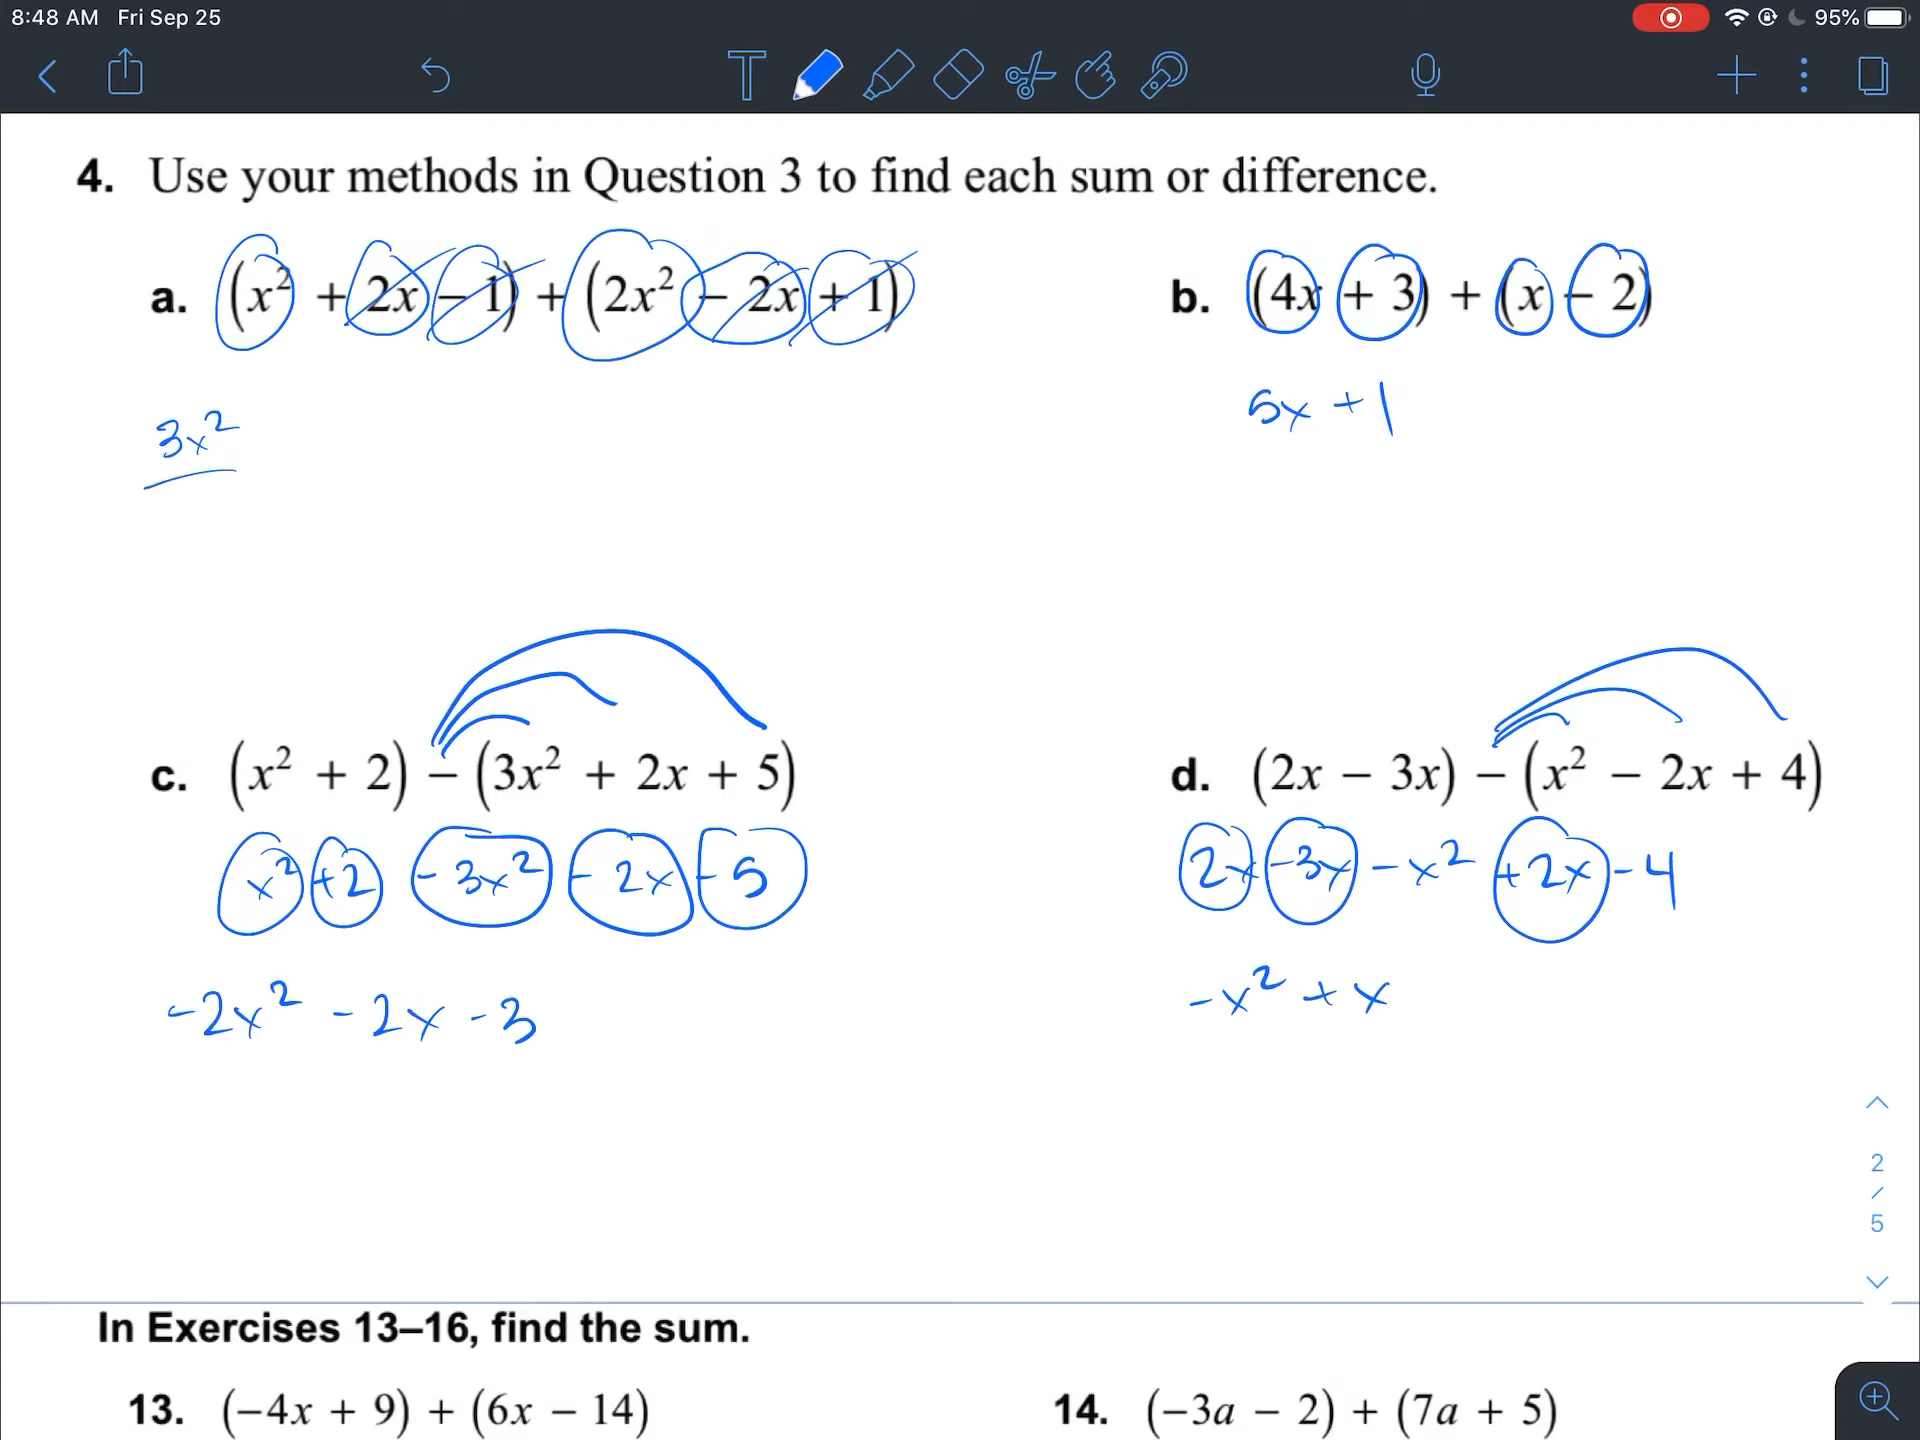 8:48 AM Fri Sep 25 95%
T
4. Use your methods in Question 3 to find each sum or difference.
a. (x² + 2x − 1) + (2x² − 2x + 1)
b. (4x + 3) + (x − 2)
3x²
5x + 1
c. (x² + 2) − (3x² + 2x + 5)
d. (2x − 3x) − (x² − 2x + 4)
x² + 2 − 3x² − 2x − 5
2x − 3x − x² + 2x − 4
−2x² − 2x − 3
−x² + x
2
/
5
In Exercises 13–16, find the sum.
13. (−4x + 9) + (6x − 14)
14. (−3a − 2) + (7a + 5)